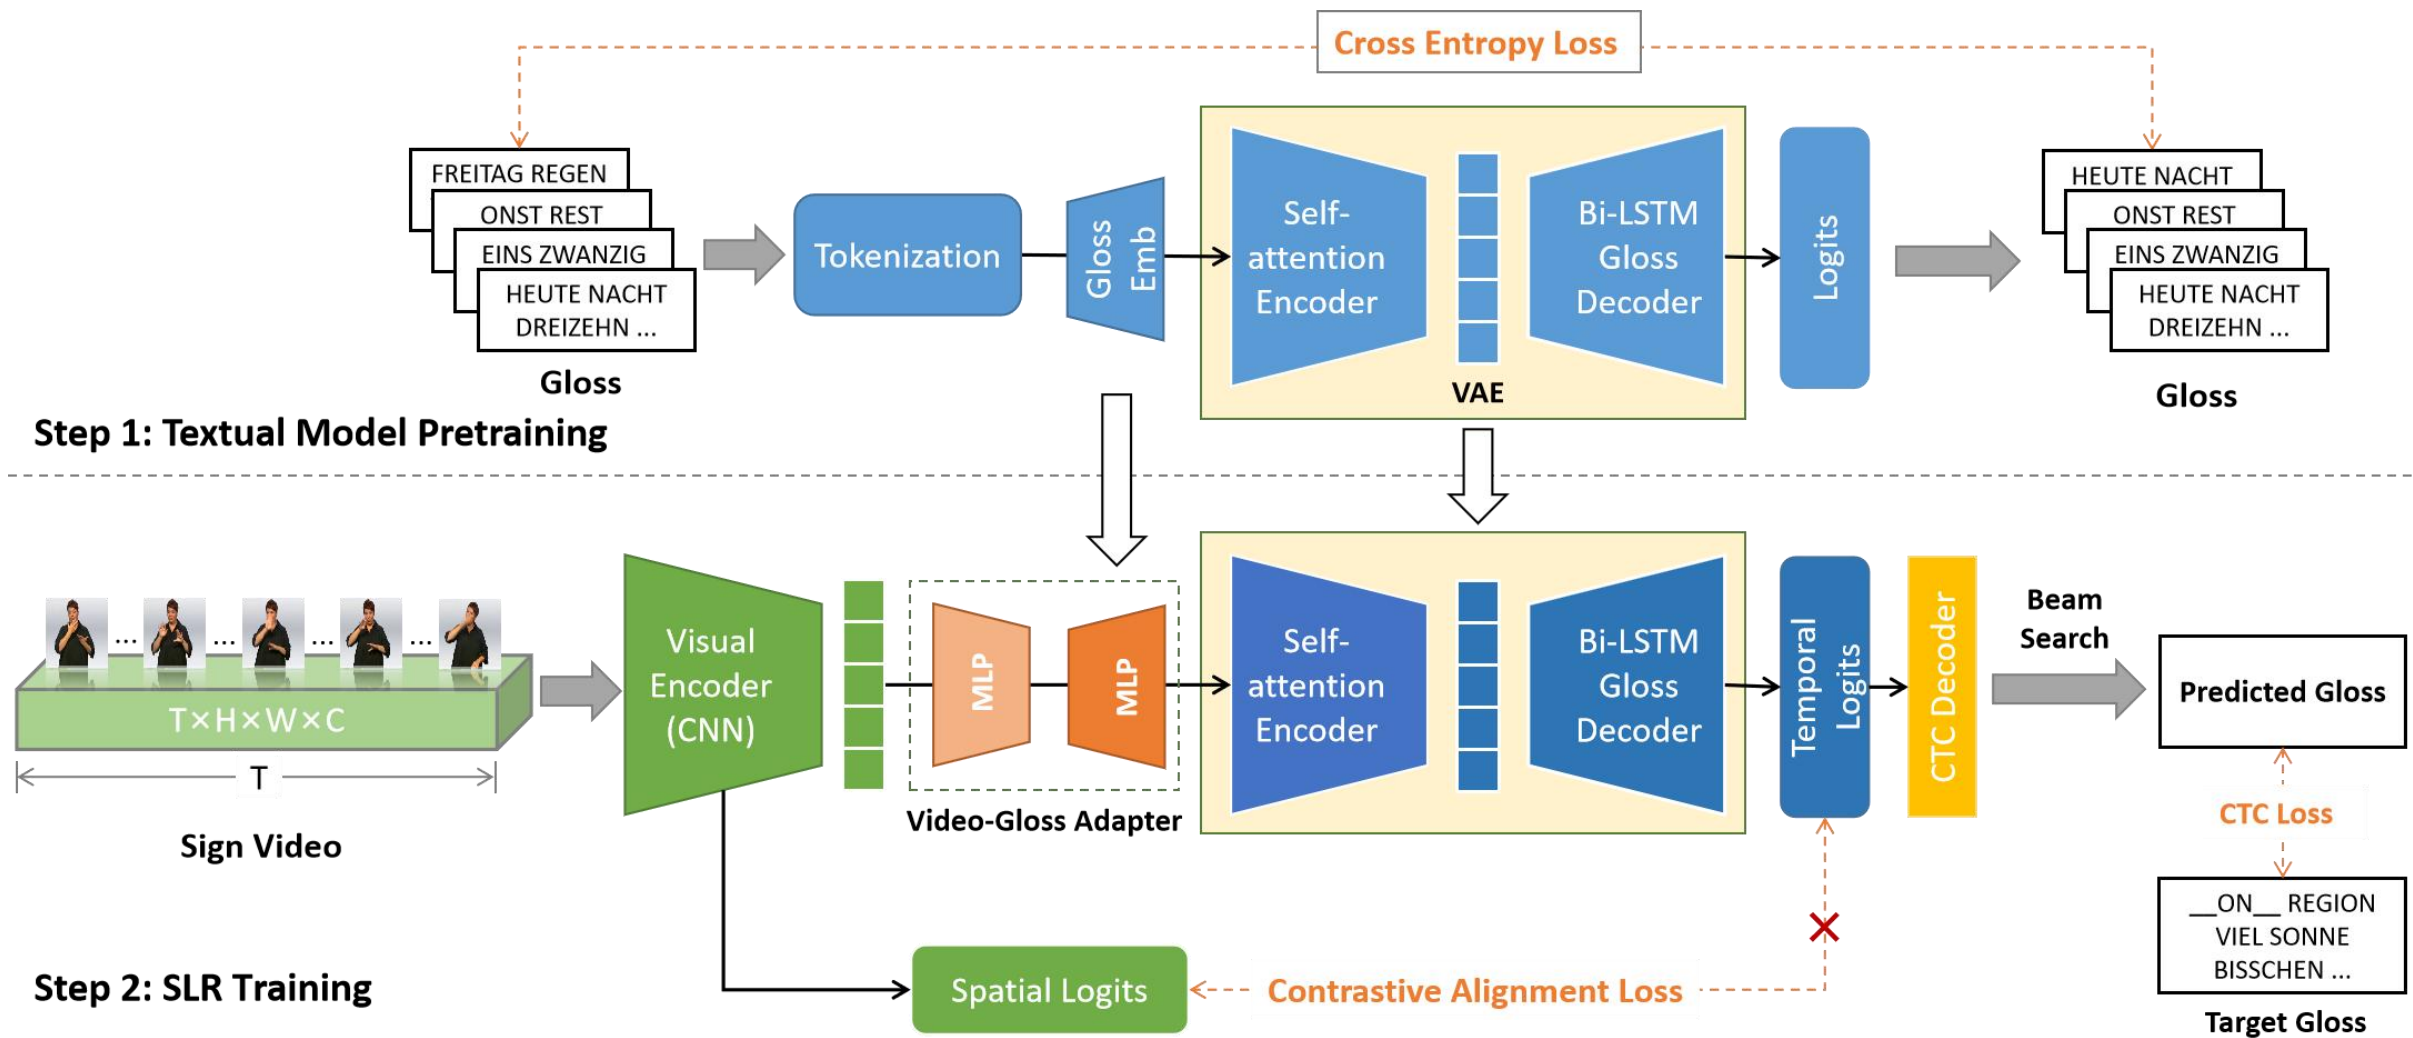 Cross Entropy Loss
FREITAG REGEN
ONST REST
EINS ZWANZIG
HEUTE NACHT
DREIZEHN ...
Gloss
Tokenization
Gloss
Emb
Self-
attention
Encoder
VAE
Bi-LSTM
Gloss
Decoder
Logits
HEUTE NACHT
ONST REST
EINS ZWANZIG
HEUTE NACHT
DREIZEHN ...
Gloss
Step 1: Textual Model Pretraining
... ... ... ...
T×H×W×C
T
Sign Video
Visual
Encoder
(CNN)
MLP
MLP
Video-Gloss Adapter
Self-
attention
Encoder
Bi-LSTM
Gloss
Decoder
Temporal
Logits
CTC Decoder
Beam
Search
Predicted Gloss
CTC Loss
__ON__ REGION
VIEL SONNE
BISSCHEN ...
Target Gloss
Spatial Logits
Contrastive Alignment Loss
Step 2: SLR Training